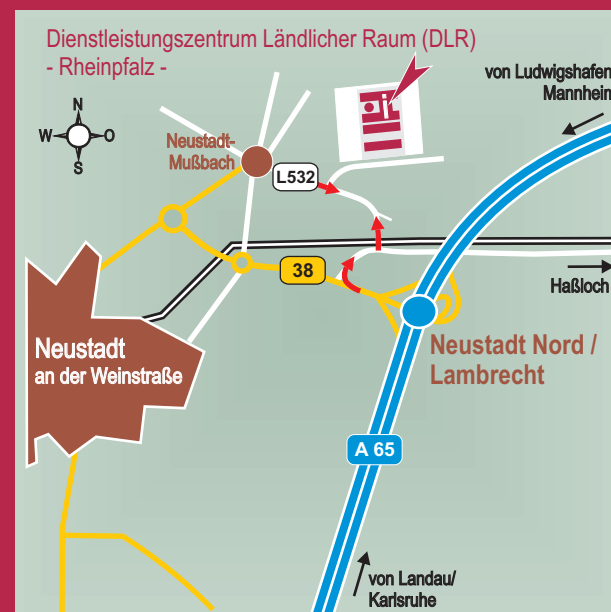 Dienstleistungszentrum Ländlicher Raum (DLR)
- Rheinpfalz -
von Ludwigshafen
Mannheim
N
W
O
S
Neustadt-
Mußbach
L532
38
Haßloch
Neustadt
an der Weinstraße
Neustadt Nord /
Lambrecht
A 65
von Landau/
Karlsruhe